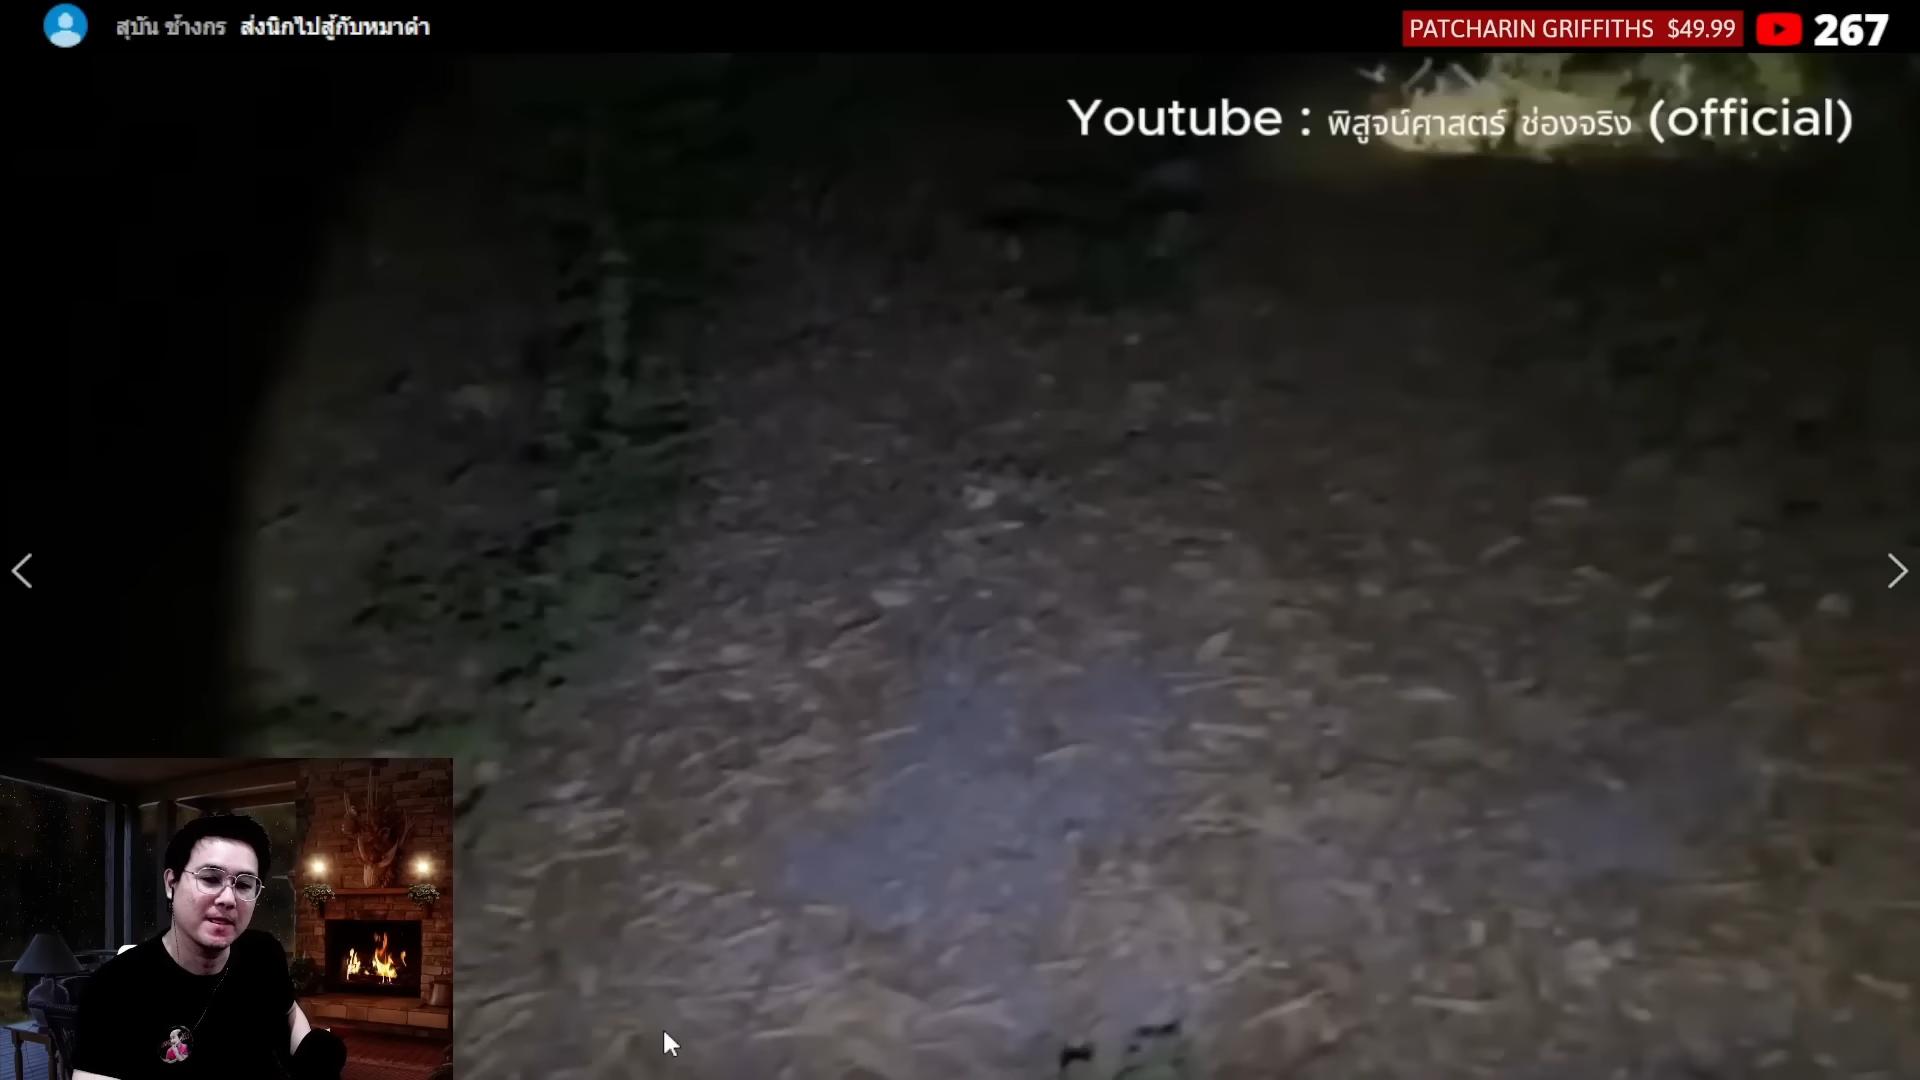 สุบัน ช้างกร ส่งนิกไปสู้กับหมาดำ
PATCHARIN GRIFFITHS $49.99
267
Youtube : พิสูจน์ศาสตร์ ช่องจริง (official)